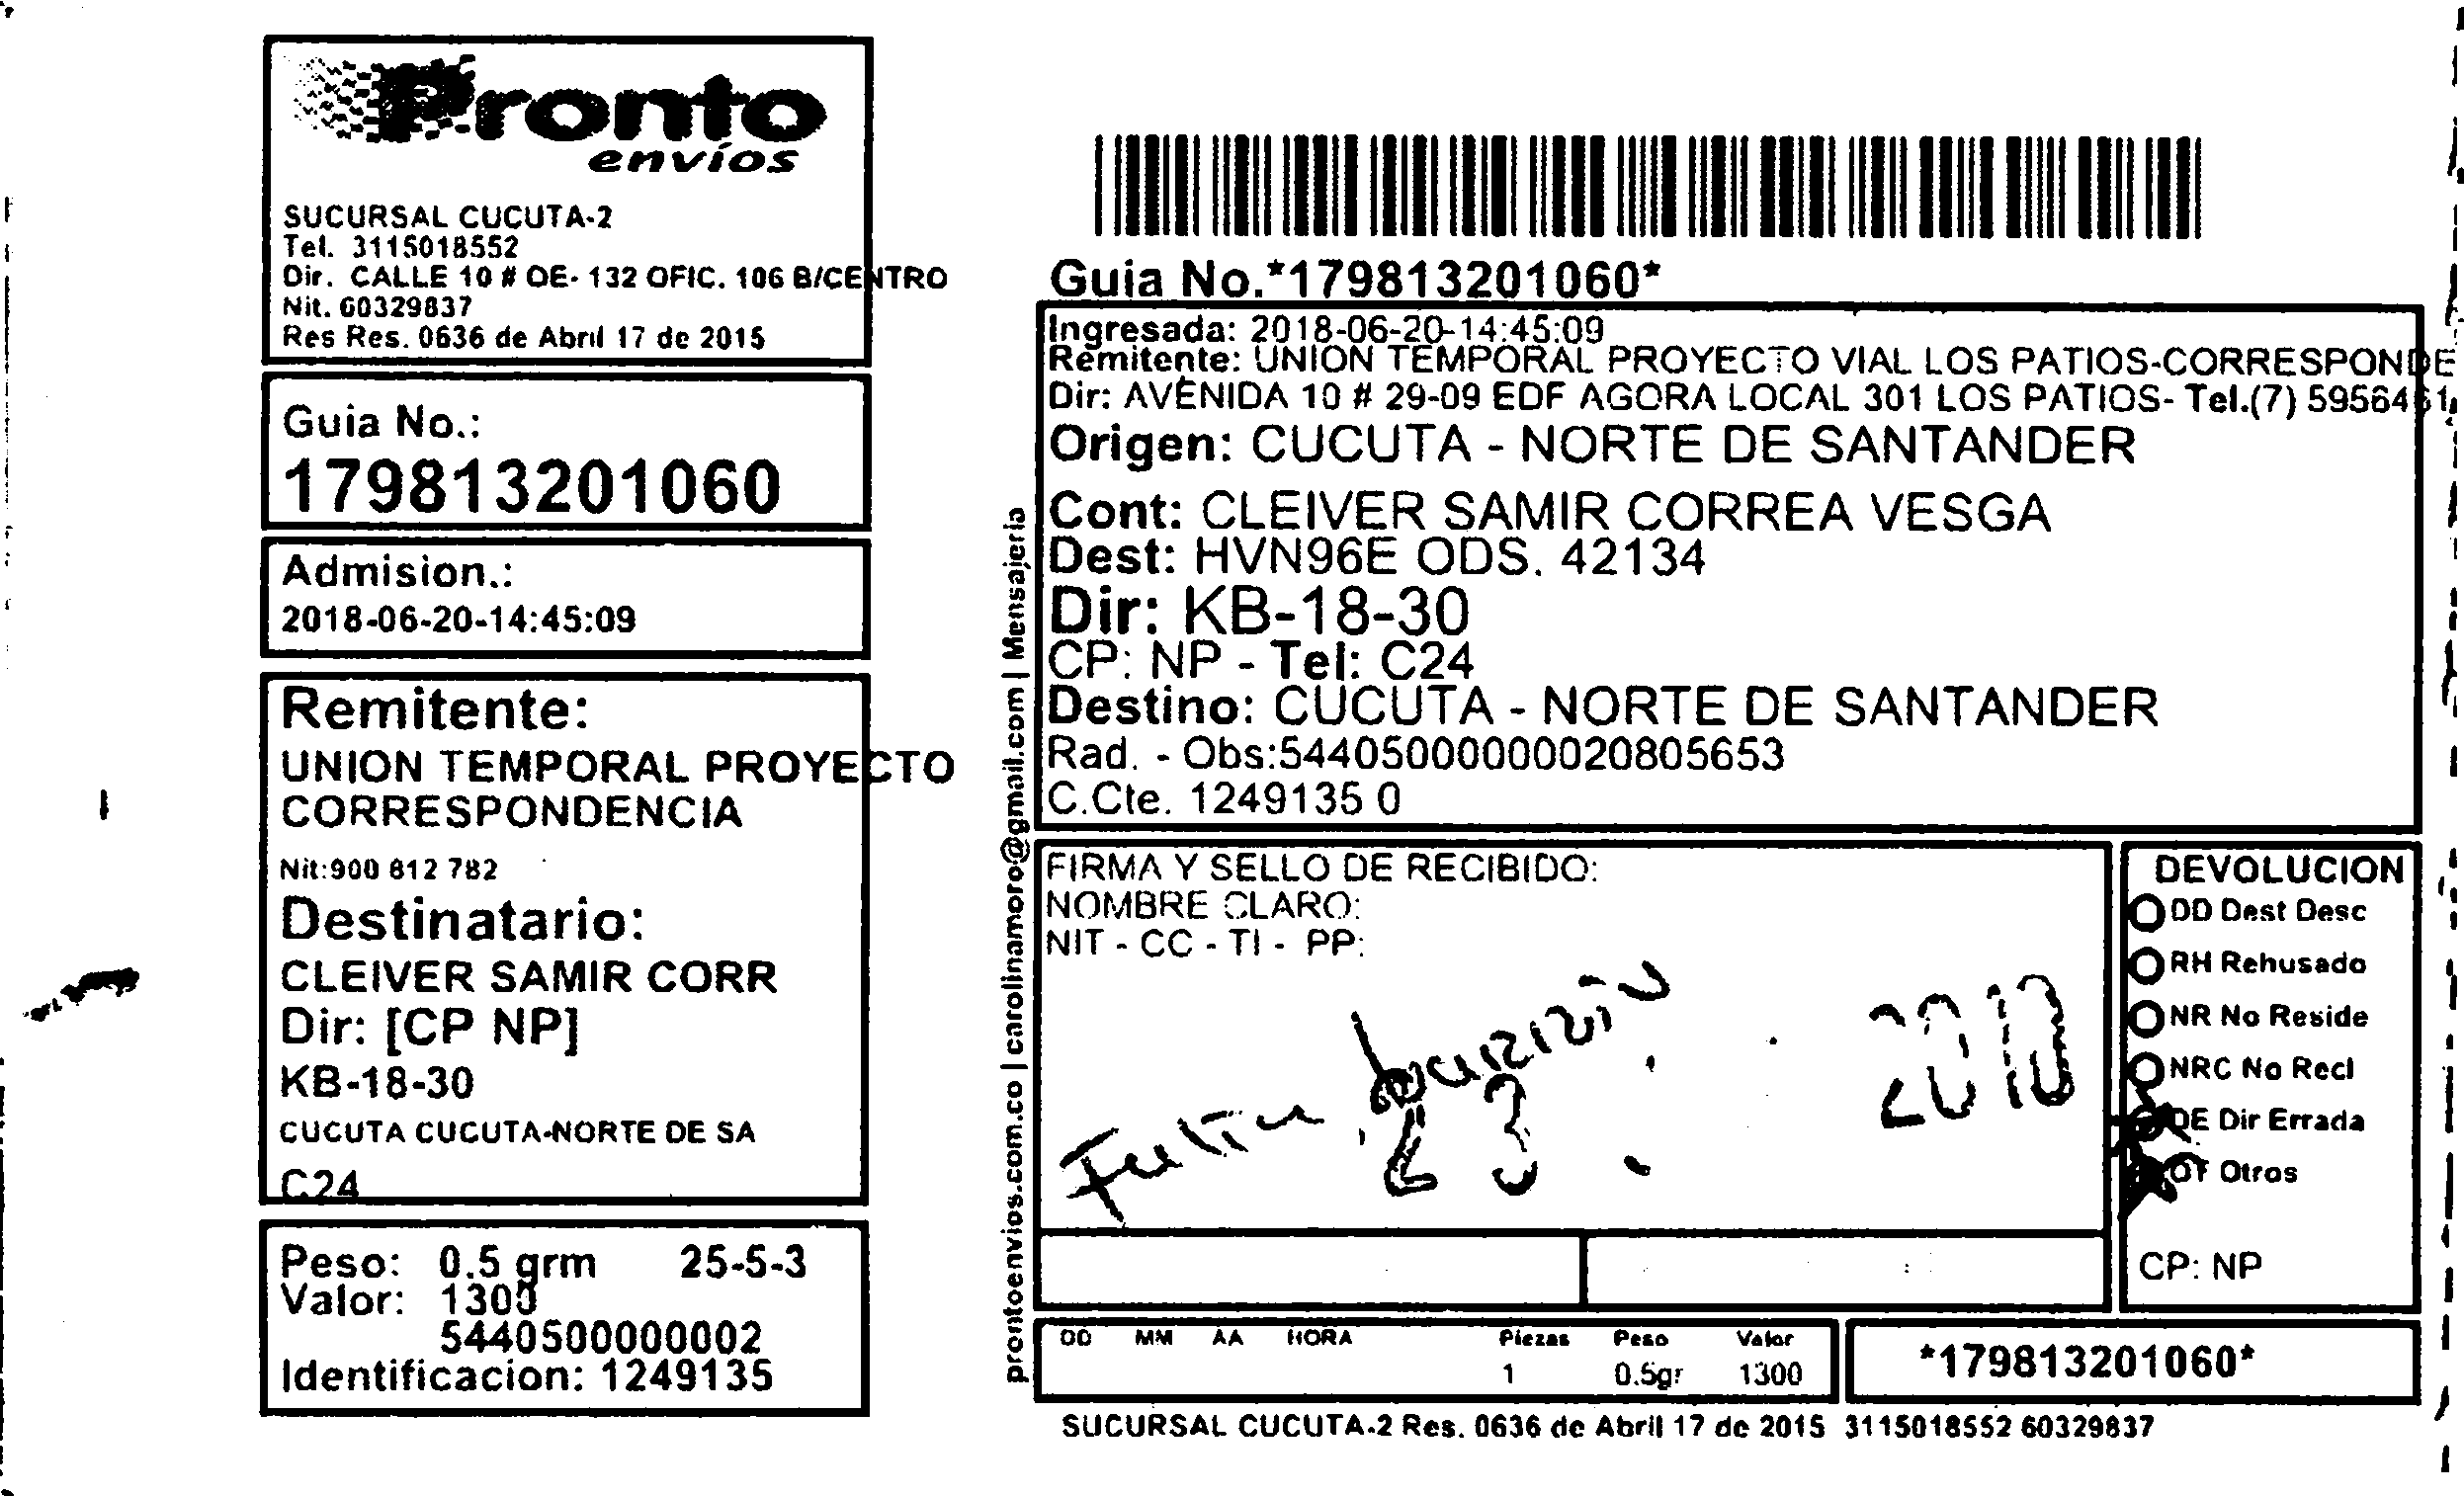 Pronto
envíos
SUCURSAL CUCUTA-2
Tel. 3115018552
Dir. CALLE 10 # OE- 132 OFIC. 106 B/CENTRO
Nit. 60329837
Res Res. 0636 de Abril 17 de 2015
Guia No.:
179813201060
Admision.:
2018-06-20-14:45:09
Remitente:
UNION TEMPORAL PROYECTO
CORRESPONDENCIA
Nit:900 812 782
Destinatario:
CLEIVER SAMIR CORR
Dir: [CP NP]
KB-18-30
CUCUTA CUCUTA-NORTE DE SA
C24
Peso: 0.5 grm 25-5-3
Valor: 1300
5440500000002
Identificacion: 1249135
prontoenvios.com.co | carolinamoro@gmail.com | Mensajeria
Guia No.*179813201060*
Ingresada: 2018-06-20-14:45:09
Remitente: UNION TEMPORAL PROYECTO VIAL LOS PATIOS-CORRESPONDE
Dir: AVENIDA 10 # 29-09 EDF AGORA LOCAL 301 LOS PATIOS- Tel.(7) 5956461
Origen: CUCUTA - NORTE DE SANTANDER
Cont: CLEIVER SAMIR CORREA VESGA
Dest: HVN96E ODS. 42134
Dir: KB-18-30
CP: NP - Tel: C24
Destino: CUCUTA - NORTE DE SANTANDER
Rad. - Obs:54405000000020805653
C.Cte. 1249135 0
FIRMA Y SELLO DE RECIBIDO:
NOMBRE CLARO:
NIT - CC - TI - PP:
23
DEVOLUCION
DD Dest Desc
RH Rehusado
NR No Reside
NRC No Recl
DE Dir Errada
OT Otros
CP: NP
DD MM AA HORA Piezas Peso Valor
1 0.5gr 1300
*179813201060*
SUCURSAL CUCUTA-2 Res. 0636 de Abril 17 de 2015 3115018552 60329837